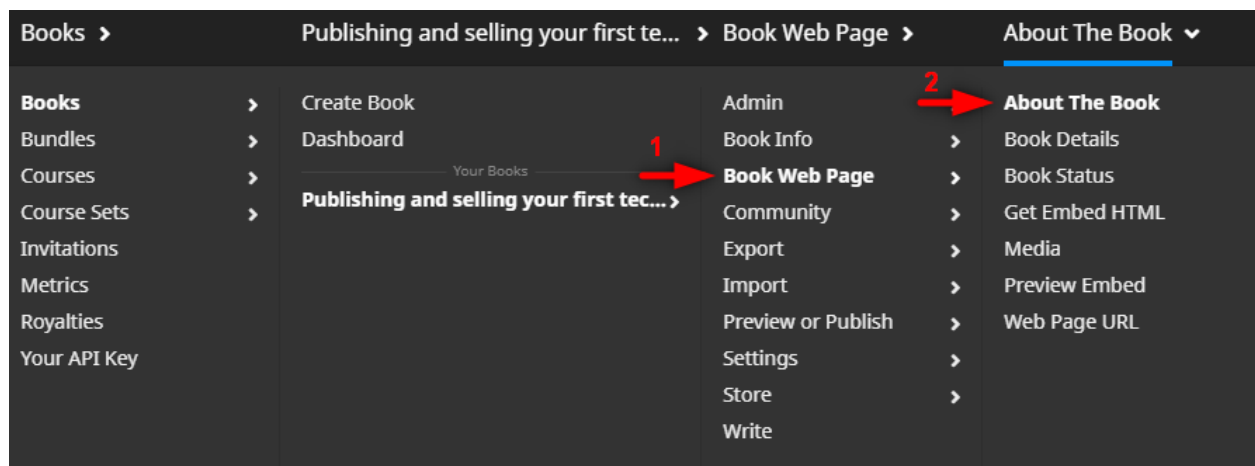 Books
Publishing and selling your first te...
Book Web Page
About The Book
Books
Bundles
Courses
Course Sets
Invitations
Metrics
Royalties
Your API Key
Create Book
Dashboard
Your Books
Publishing and selling your first tec...
1
Admin
Book Info
Book Web Page
Community
Export
Import
Preview or Publish
Settings
Store
Write
2
About The Book
Book Details
Book Status
Get Embed HTML
Media
Preview Embed
Web Page URL